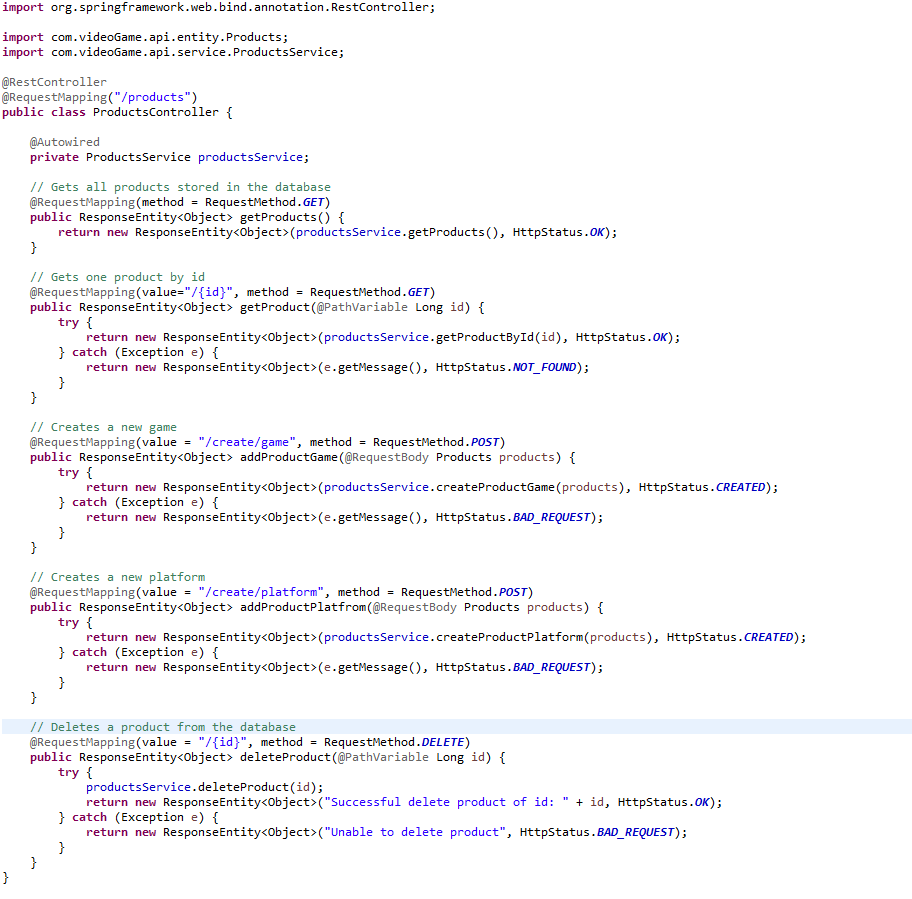 import org.springframework.web.bind.annotation.RestController;

import com.videoGame.api.entity.Products;
import com.videoGame.api.service.ProductsService;

@RestController
@RequestMapping("/products")
public class ProductsController {

    @Autowired
    private ProductsService productsService;

    // Gets all products stored in the database
    @RequestMapping(method = RequestMethod.GET)
    public ResponseEntity<Object> getProducts() {
        return new ResponseEntity<Object>(productsService.getProducts(), HttpStatus.OK);
    }

    // Gets one product by id
    @RequestMapping(value="/{id}", method = RequestMethod.GET)
    public ResponseEntity<Object> getProduct(@PathVariable Long id) {
        try {
            return new ResponseEntity<Object>(productsService.getProductById(id), HttpStatus.OK);
        } catch (Exception e) {
            return new ResponseEntity<Object>(e.getMessage(), HttpStatus.NOT_FOUND);
        }
    }

    // Creates a new game
    @RequestMapping(value = "/create/game", method = RequestMethod.POST)
    public ResponseEntity<Object> addProductGame(@RequestBody Products products) {
        try {
            return new ResponseEntity<Object>(productsService.createProductGame(products), HttpStatus.CREATED);
        } catch (Exception e) {
            return new ResponseEntity<Object>(e.getMessage(), HttpStatus.BAD_REQUEST);
        }
    }

    // Creates a new platform
    @RequestMapping(value = "/create/platform", method = RequestMethod.POST)
    public ResponseEntity<Object> addProductPlatfrom(@RequestBody Products products) {
        try {
            return new ResponseEntity<Object>(productsService.createProductPlatform(products), HttpStatus.CREATED);
        } catch (Exception e) {
            return new ResponseEntity<Object>(e.getMessage(), HttpStatus.BAD_REQUEST);
        }
    }

    // Deletes a product from the database
    @RequestMapping(value = "/{id}", method = RequestMethod.DELETE)
    public ResponseEntity<Object> deleteProduct(@PathVariable Long id) {
        try {
            productsService.deleteProduct(id);
            return new ResponseEntity<Object>("Successful delete product of id: " + id, HttpStatus.OK);
        } catch (Exception e) {
            return new ResponseEntity<Object>("Unable to delete product", HttpStatus.BAD_REQUEST);
        }
    }
}